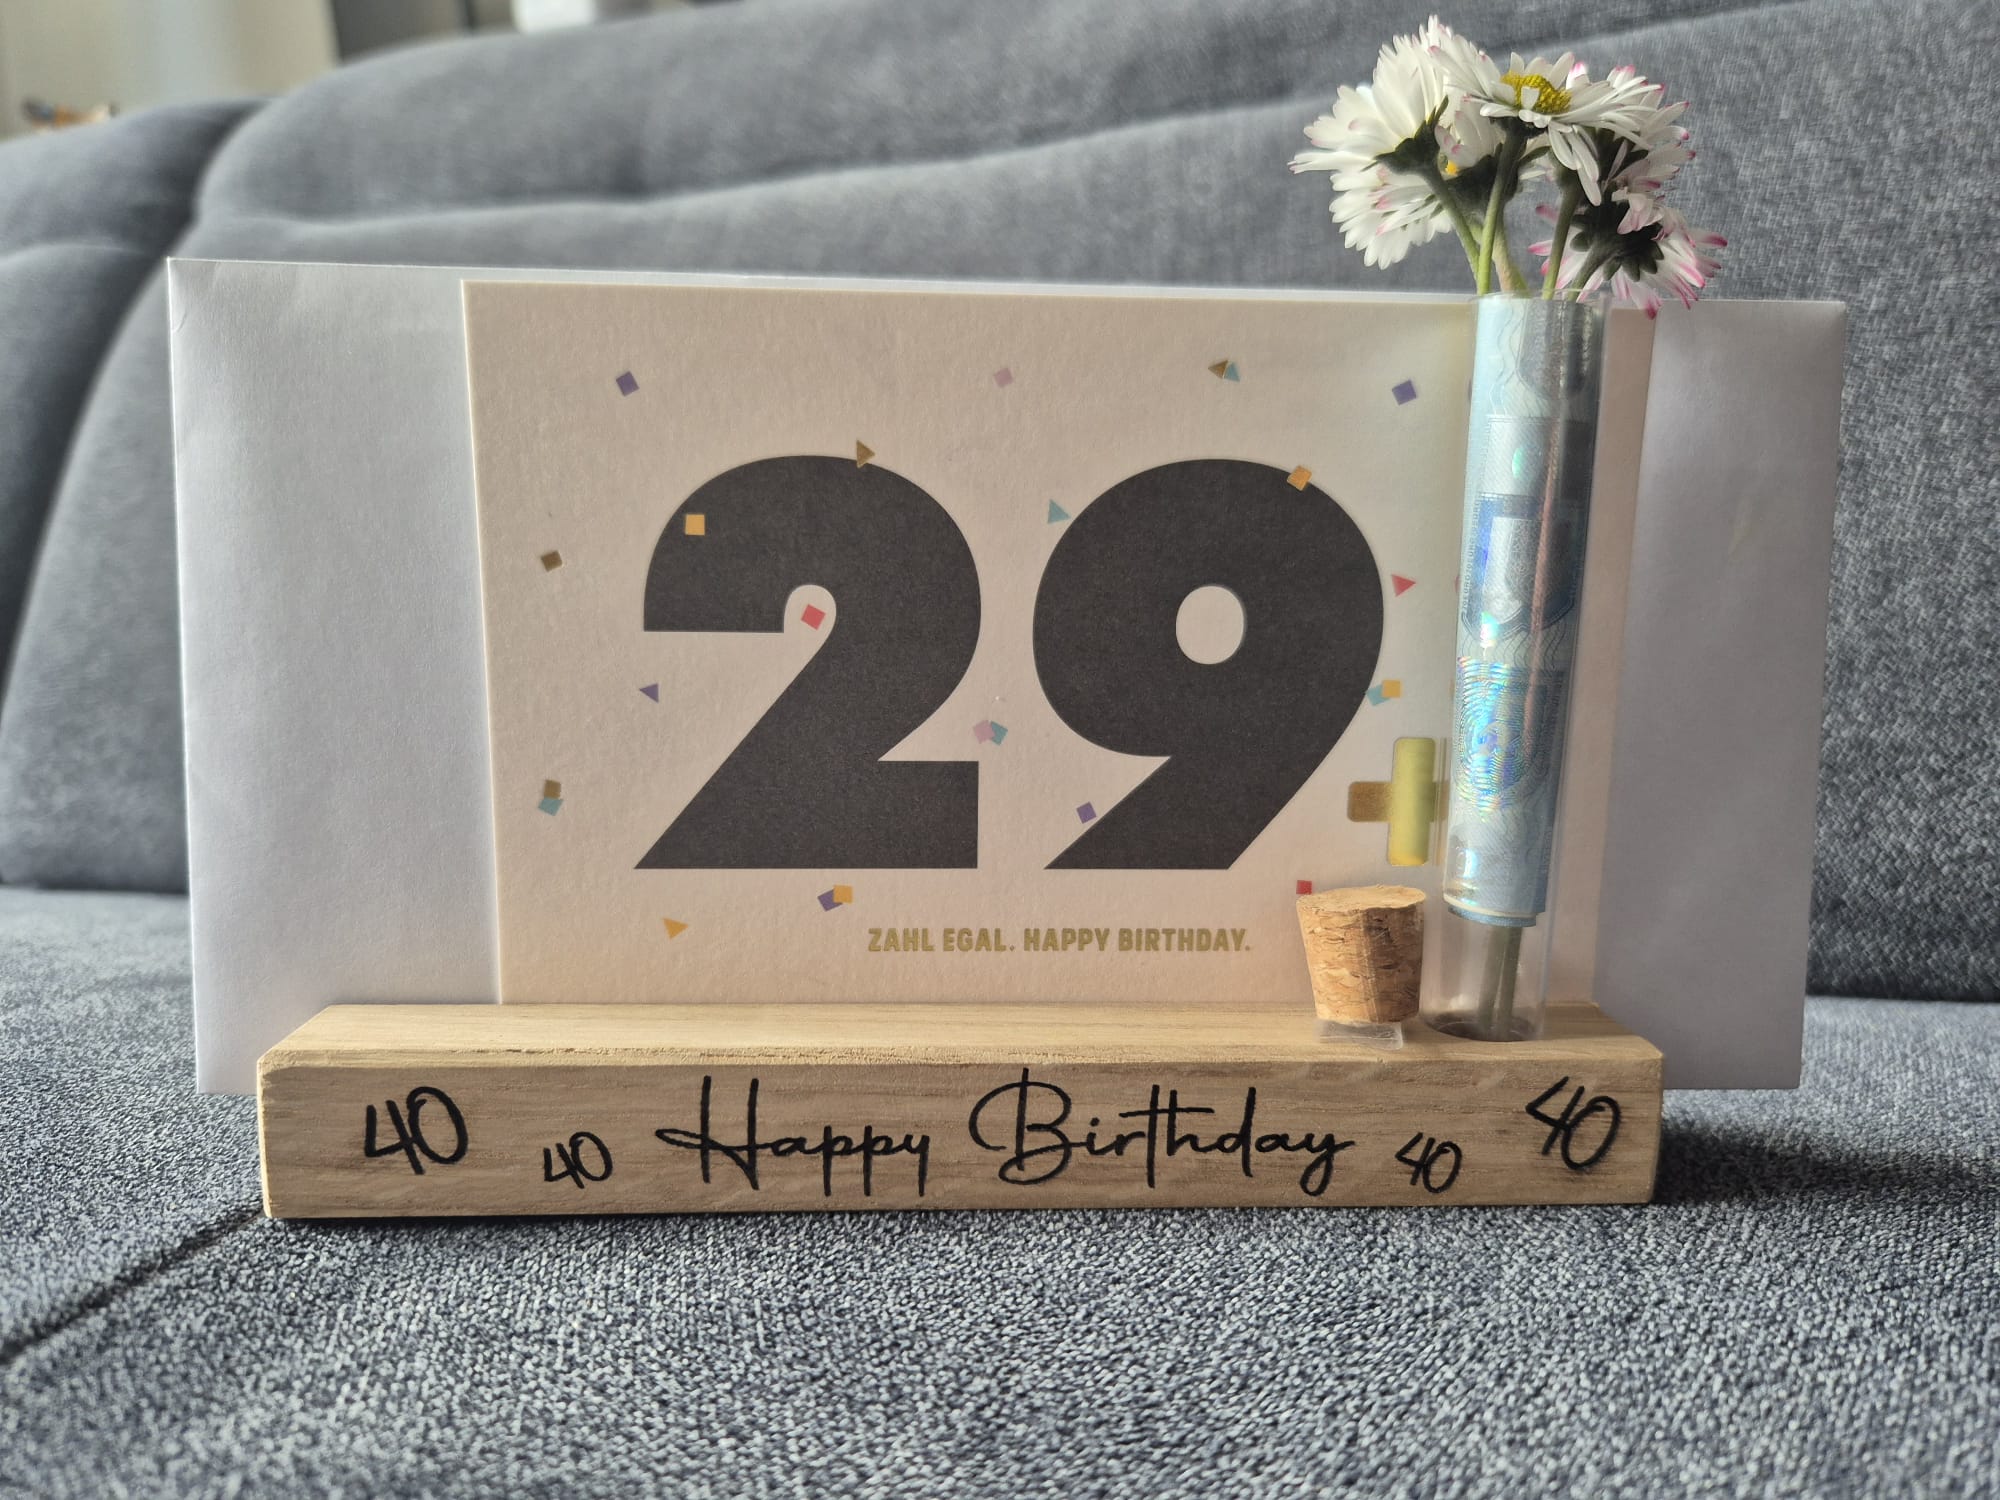 29+
ZAHL EGAL. HAPPY BIRTHDAY.
40 40 Happy Birthday 40 40